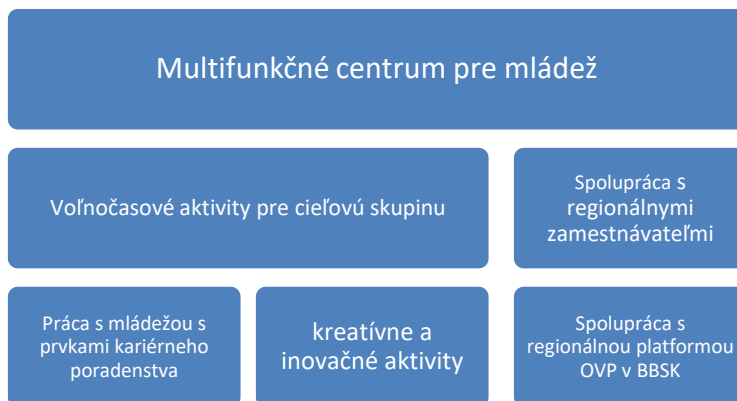 Multifunkčné centrum pre mládež
Voľnočasové aktivity pre cieľovú skupinu
Spolupráca s
regionálnymi
zamestnávateľmi
Práca s mládežou s
prvkami kariérneho
poradenstva
kreatívne a
inovačné aktivity
Spolupráca s
regionálnou platformou
OVP v BBSK